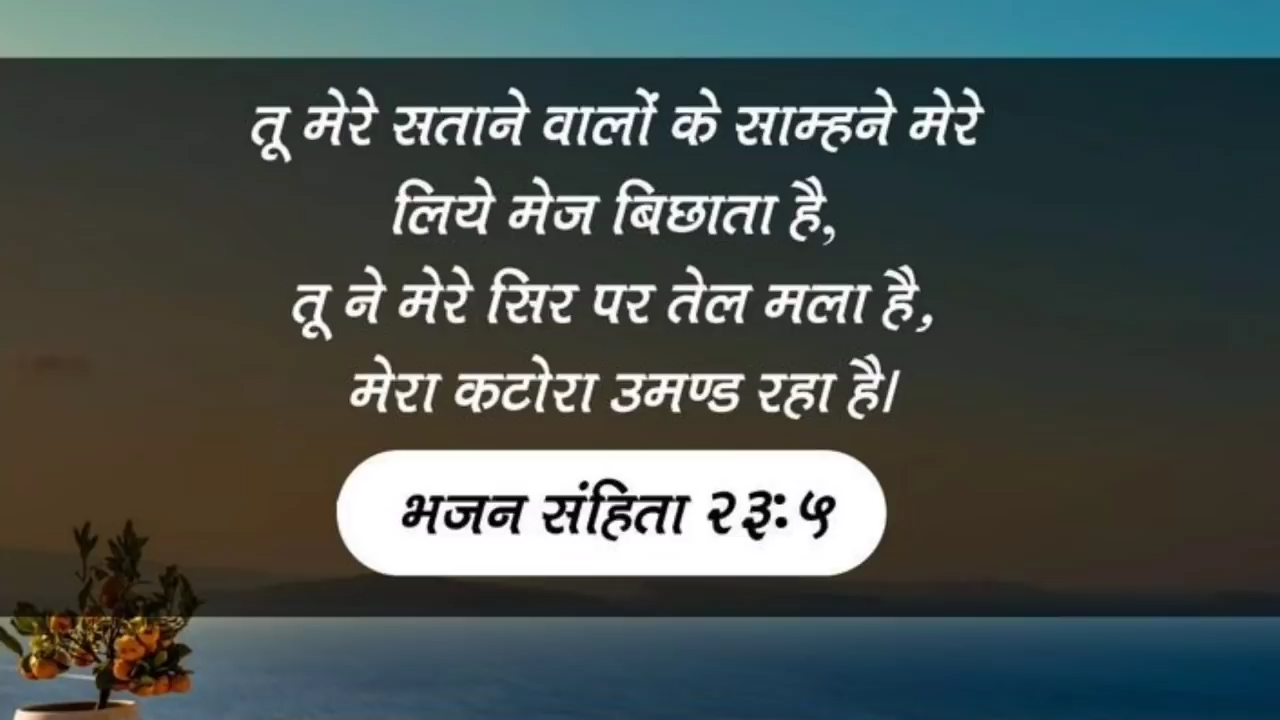 तू मेरे सताने वालों के साम्हने मेरे
लिये मेज बिछाता है,
तू ने मेरे सिर पर तेल मला है,
मेरा कटोरा उमण्ड रहा है।
भजन संहिता २३:५